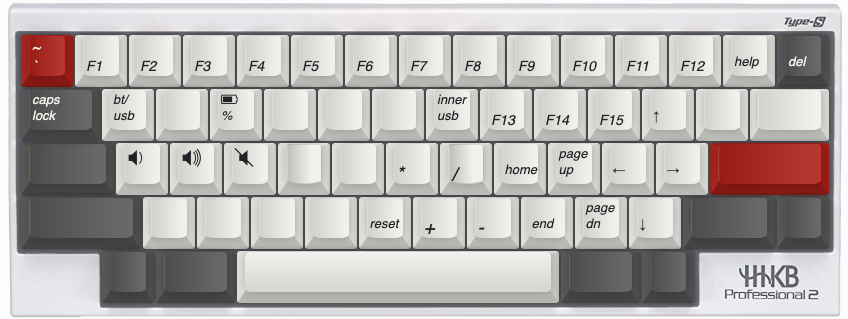 Type-S
~
`
F1
F2
F3
F4
F5
F6
F7
F8
F9
F10
F11
F12
help
del
caps
lock
bt/
usb
%
inner
usb
F13
F14
F15
↑
*
/
home
page
up
←
→
reset
+
-
end
page
dn
↓
HHKB
Professional 2